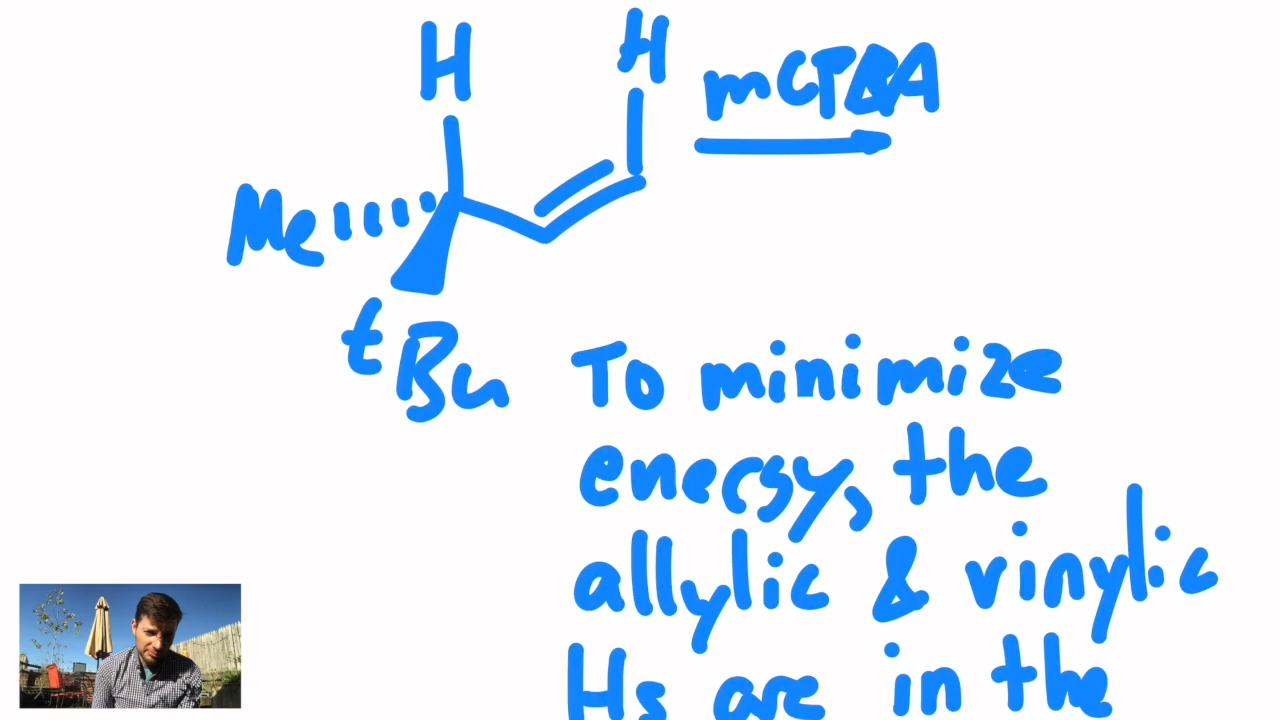 H
H
mCPBA
Me
tBu
To minimize
energy, the
allylic & vinylic
Hs are in the